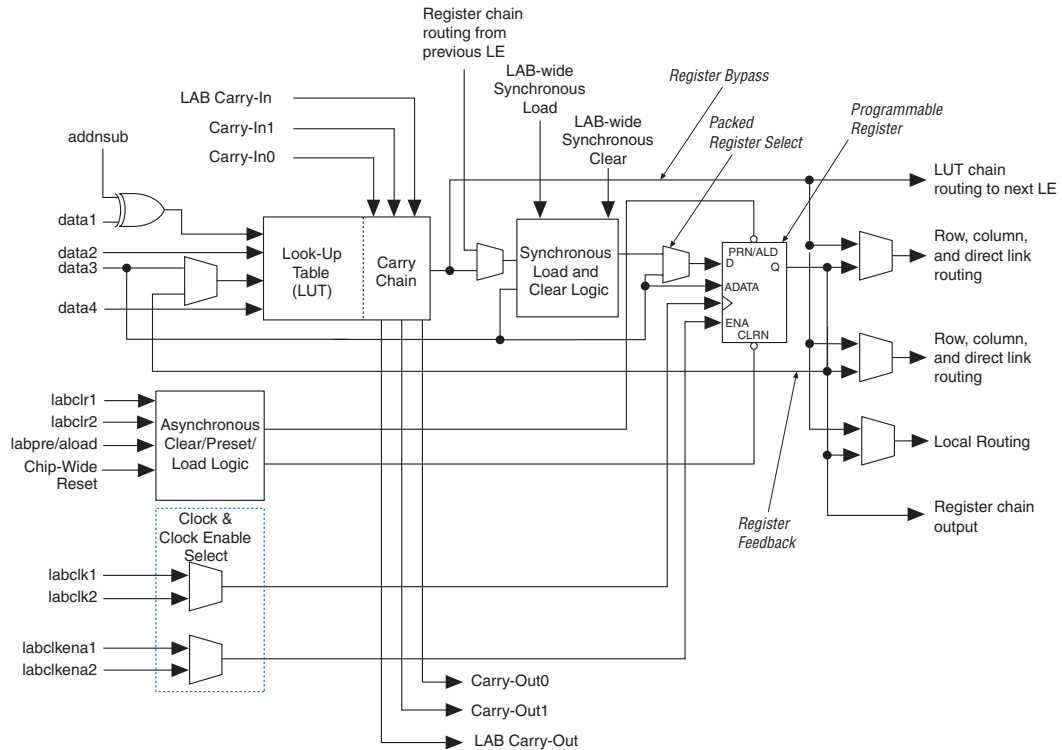 Register chain
routing from
previous LE
LAB-wide
Synchronous
Load
Register Bypass
Programmable
Register
LAB Carry-In
Carry-In1
Carry-In0
LAB-wide
Synchronous
Clear
Packed
Register Select
addnsub
LUT chain
routing to next LE
data1
data2
data3
data4
Look-Up
Table
(LUT)
Carry
Chain
Synchronous
Load and
Clear Logic
PRN/ALD
D
Q
ADATA
ENA
CLRN
Row, column,
and direct link
routing
Row, column,
and direct link
routing
labclr1
labclr2
labpre/aload
Chip-Wide
Reset
Asynchronous
Clear/Preset/
Load Logic
Local Routing
Register chain
output
Register
Feedback
Clock &
Clock Enable
Select
labclk1
labclk2
labclkena1
labclkena2
Carry-Out0
Carry-Out1
LAB Carry-Out